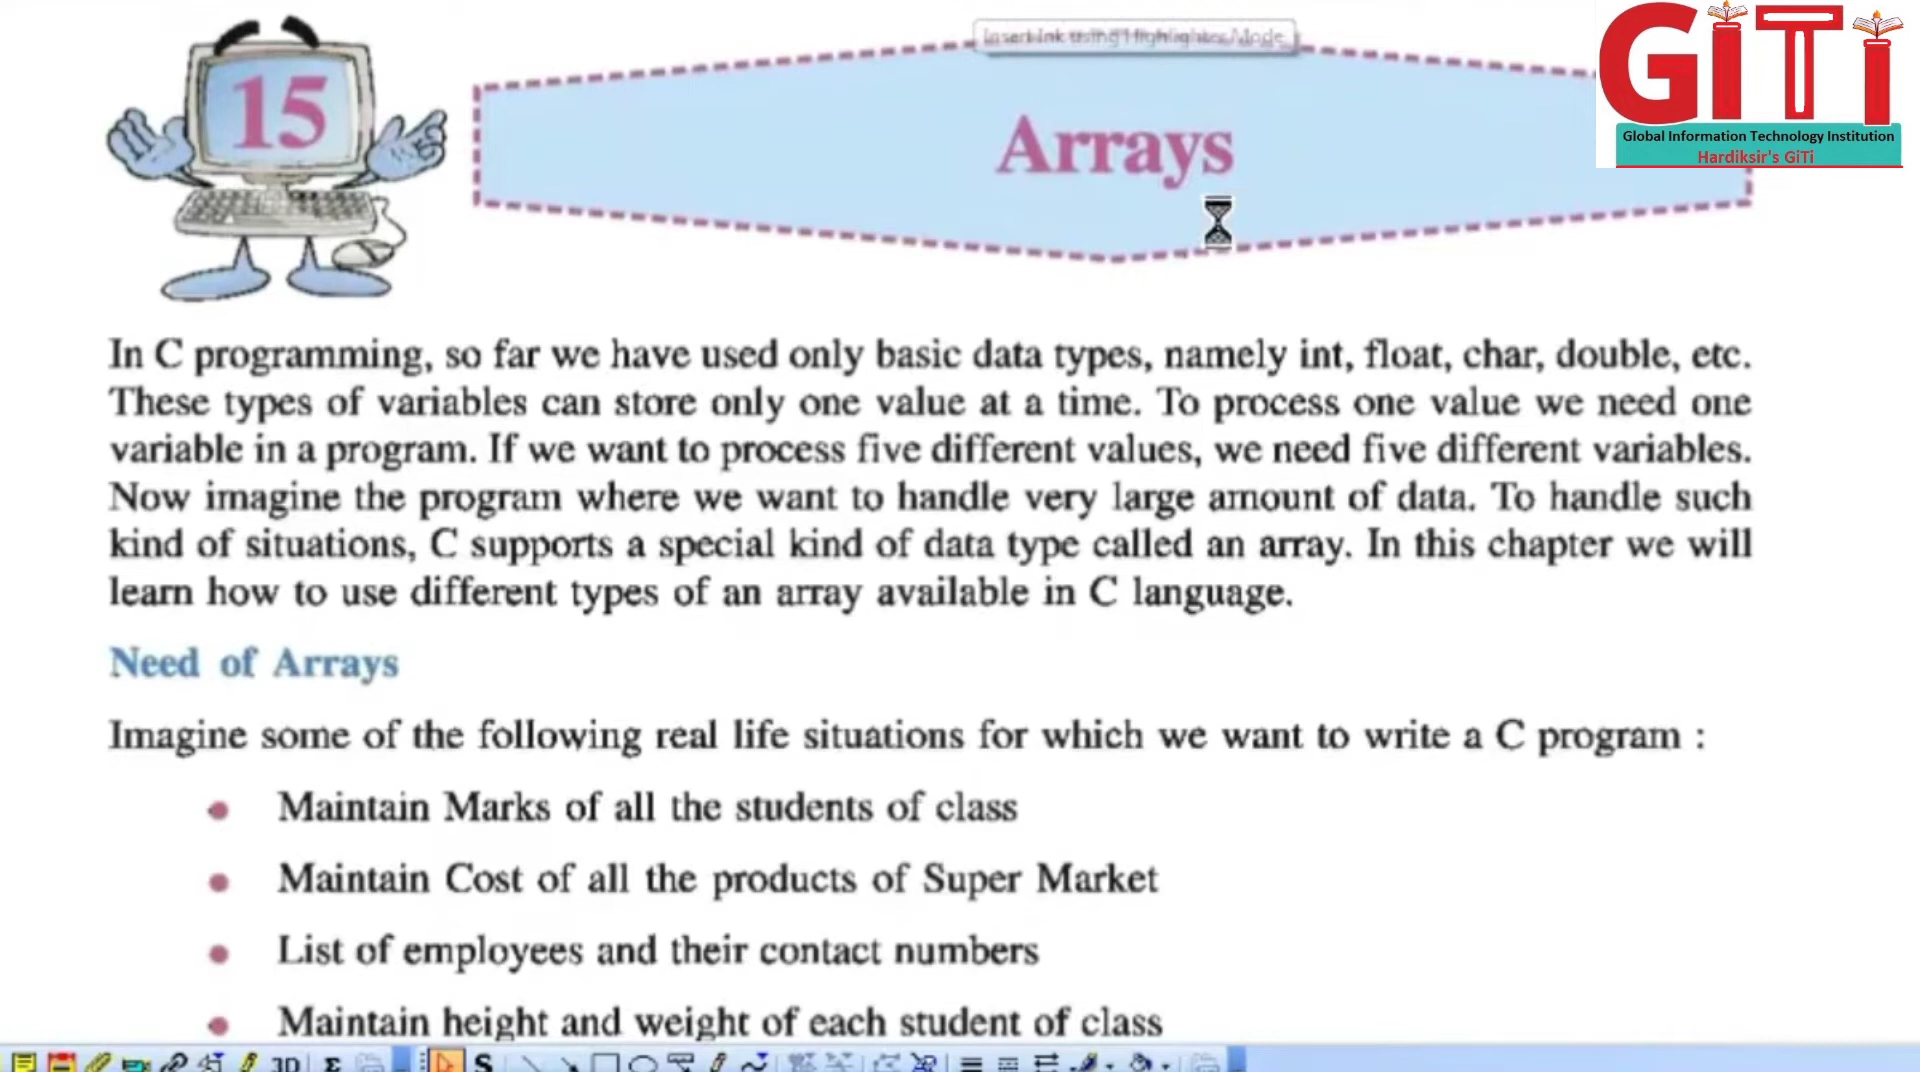 15
Insert Ink using Highlighter Mode
Arrays
GiTi
Global Information Technology Institution
Hardiksir's GiTi
In C programming, so far we have used only basic data types, namely int, float, char, double, etc.
These types of variables can store only one value at a time. To process one value we need one
variable in a program. If we want to process five different values, we need five different variables.
Now imagine the program where we want to handle very large amount of data. To handle such
kind of situations, C supports a special kind of data type called an array. In this chapter we will
learn how to use different types of an array available in C language.
Need of Arrays
Imagine some of the following real life situations for which we want to write a C program :
Maintain Marks of all the students of class
Maintain Cost of all the products of Super Market
List of employees and their contact numbers
Maintain height and weight of each student of class
3D Σ S